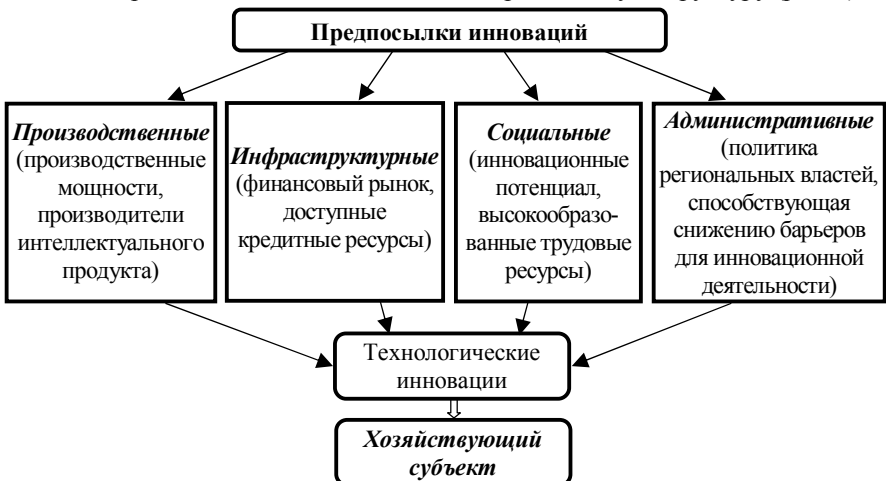 Предпосылки инноваций
Производственные
(производственные
мощности,
производители
интеллектуального
продукта)
Инфраструктурные
(финансовый рынок,
доступные
кредитные ресурсы)
Социальные
(инновационные
потенциал,
высокообразо-
ванные трудовые
ресурсы)
Административные
(политика
региональных властей,
способствующая
снижению барьеров
для инновационной
деятельности)
Технологические
инновации
Хозяйствующий
субъект